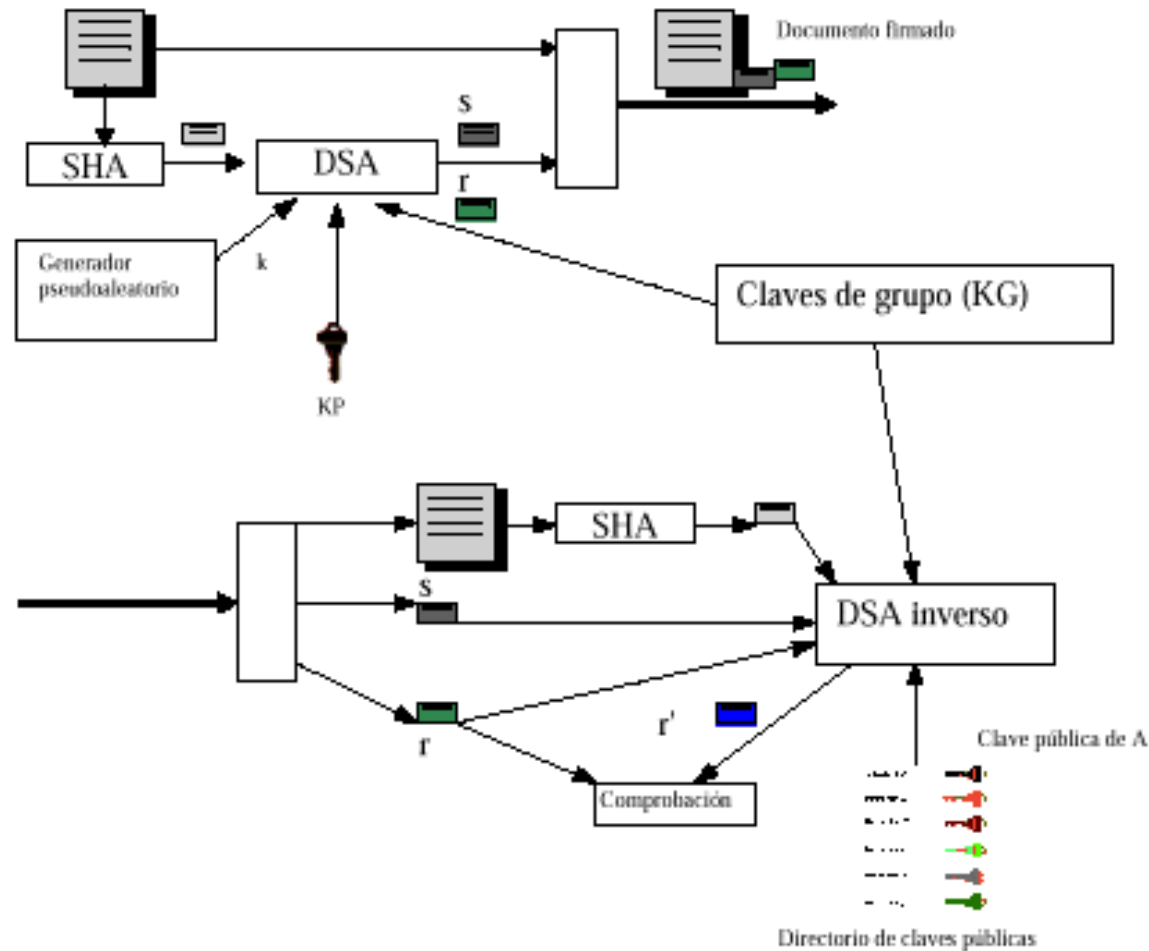 Documento firmado
s
SHA
DSA
r
Generador
pseudoaleatorio
k
Claves de grupo (KG)
KP
SHA
s
DSA inverso
r
r'
Clave pública de A
Comprobación
Directorio de claves públicas